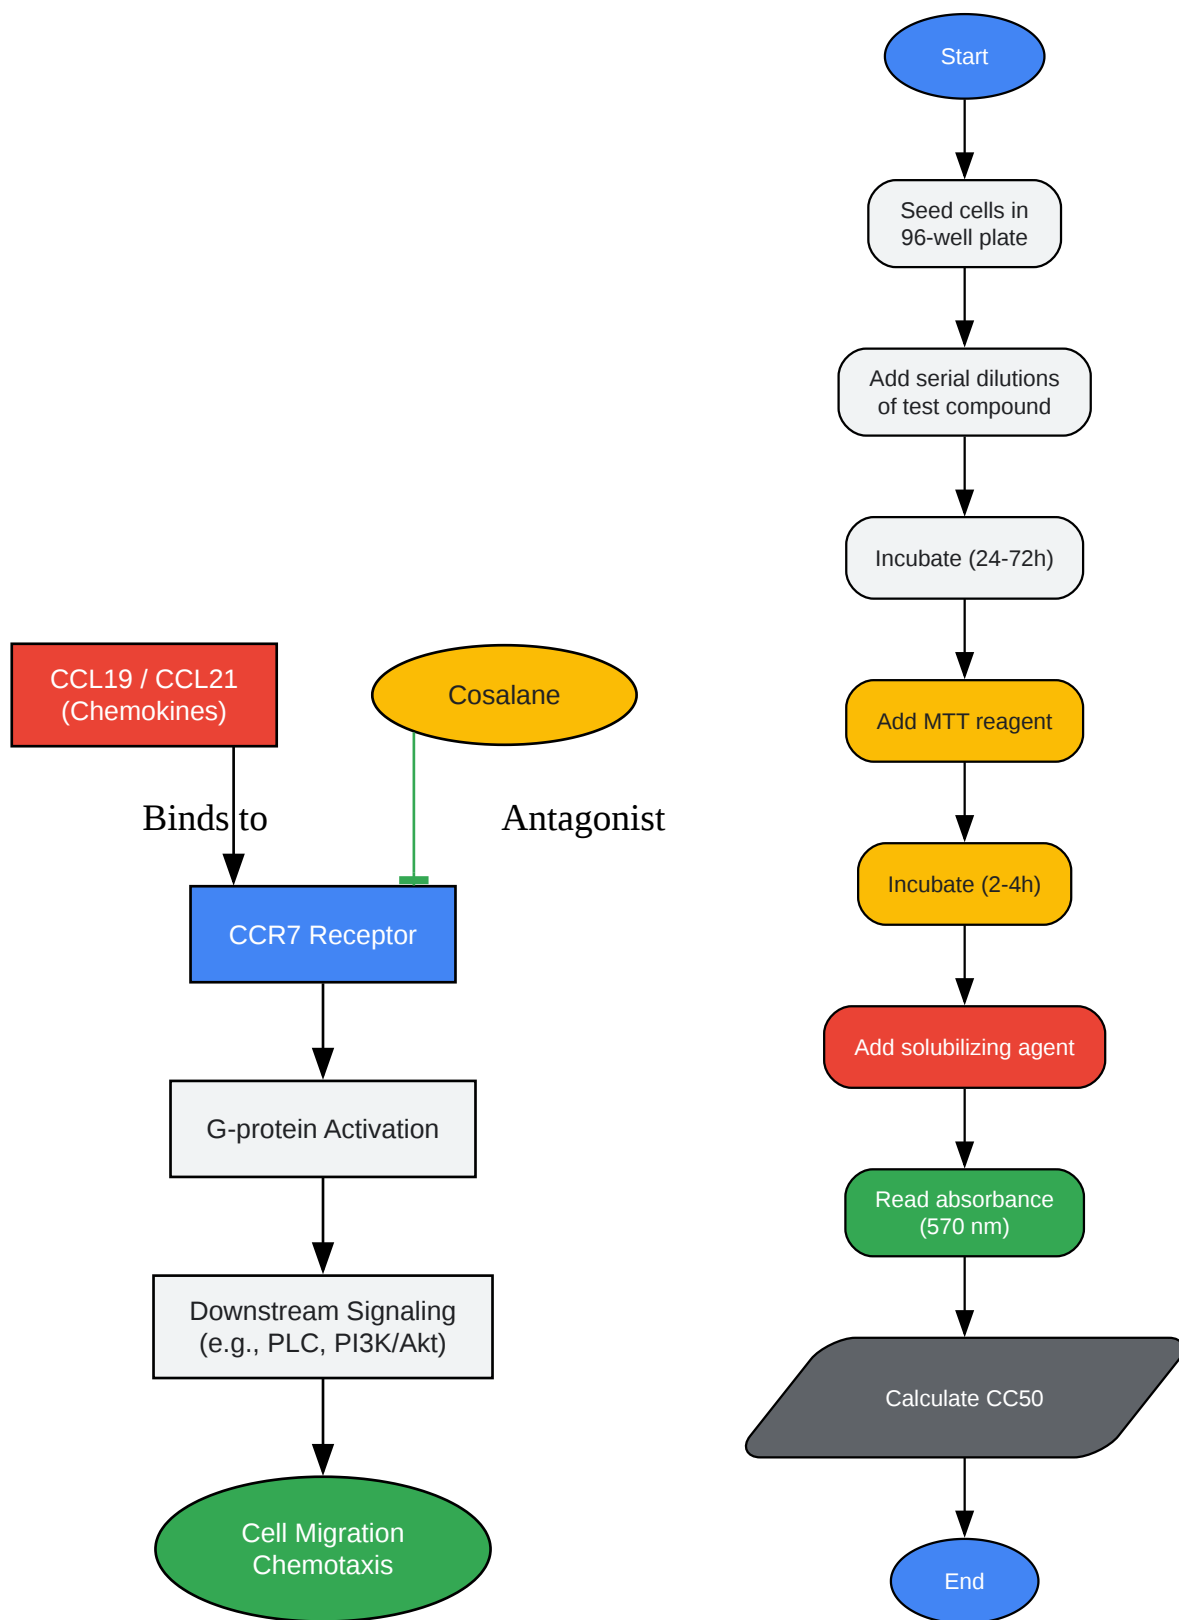 CCL19 / CCL21
(Chemokines)
Cosalane
Binds to
Antagonist
CCR7 Receptor
G-protein Activation
Downstream Signaling
(e.g., PLC, PI3K/Akt)
Cell Migration
Chemotaxis
Start
Seed cells in
96-well plate
Add serial dilutions
of test compound
Incubate (24-72h)
Add MTT reagent
Incubate (2-4h)
Add solubilizing agent
Read absorbance
(570 nm)
Calculate CC50
End